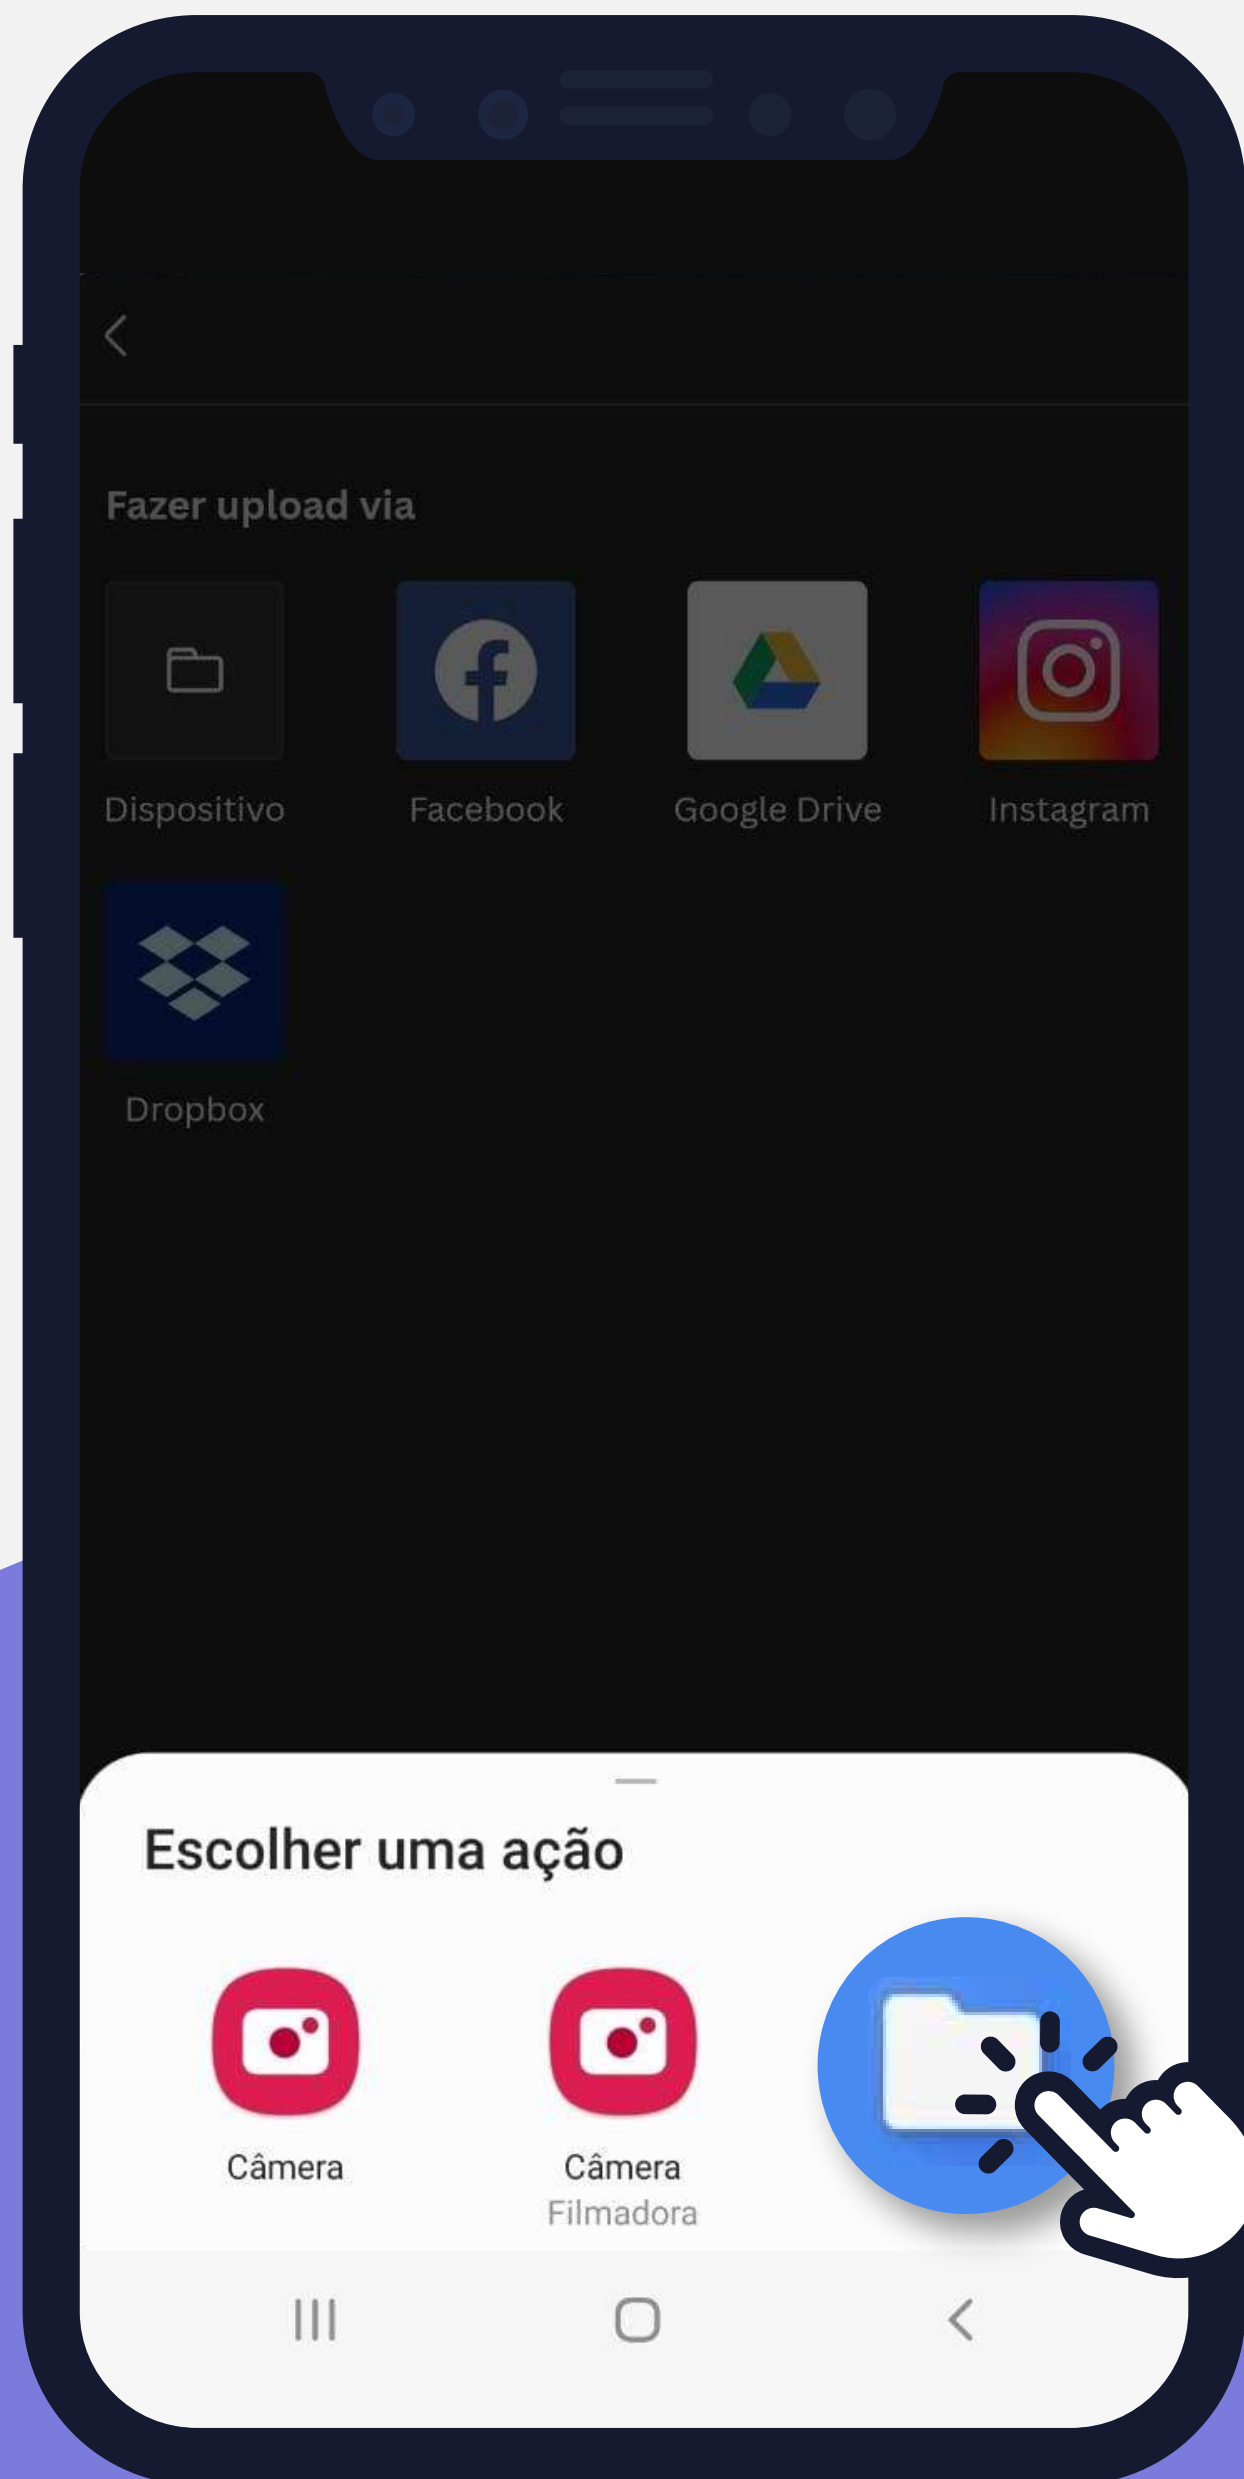 Fazer upload via
Dispositivo
Facebook
Google Drive
Instagram
Dropbox
Escolher uma ação
Câmera
Câmera
Filmadora